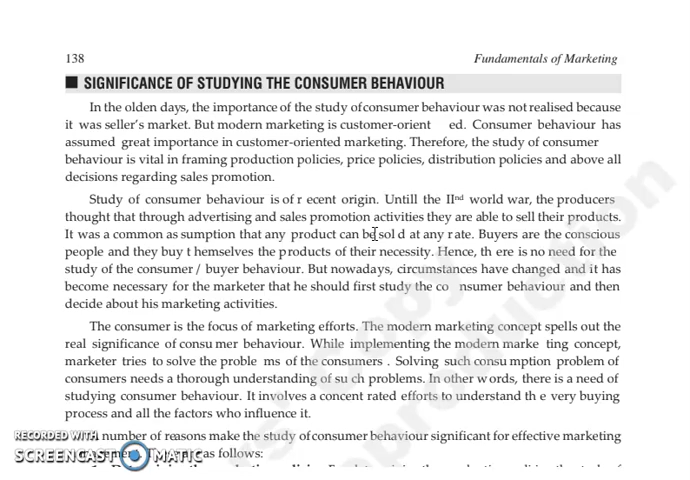 138 Fundamentals of Marketing
SIGNIFICANCE OF STUDYING THE CONSUMER BEHAVIOUR
In the olden days, the importance of the study of consumer behaviour was not realised because
it was seller's market. But modern marketing is customer-orient ed. Consumer behaviour has
assumed great importance in customer-oriented marketing. Therefore, the study of consumer
behaviour is vital in framing production policies, price policies, distribution policies and above all
decisions regarding sales promotion.
Study of consumer behaviour is of r ecent origin. Untill the IInd world war, the producers
thought that through advertising and sales promotion activities they are able to sell their products.
It was a common as sumption that any product can be sol d at any r ate. Buyers are the conscious
people and they buy t hemselves the products of their necessity. Hence, th ere is no need for the
study of the consumer / buyer behaviour. But nowadays, circumstances have changed and it has
become necessary for the marketer that he should first study the co nsumer behaviour and then
decide about his marketing activities.
The consumer is the focus of marketing efforts. The modern marketing concept spells out the
real significance of consu mer behaviour. While implementing the modern marke ting concept,
marketer tries to solve the proble ms of the consumers . Solving such consu mption problem of
consumers needs a thorough understanding of su ch problems. In other w ords, there is a need of
studying consumer behaviour. It involves a concent rated efforts to understand th e very buying
process and all the factors who influence it.
number of reasons make the study of consumer behaviour significant for effective marketing
as follows:
RECORDED WITH
SCREENCAST MATIC